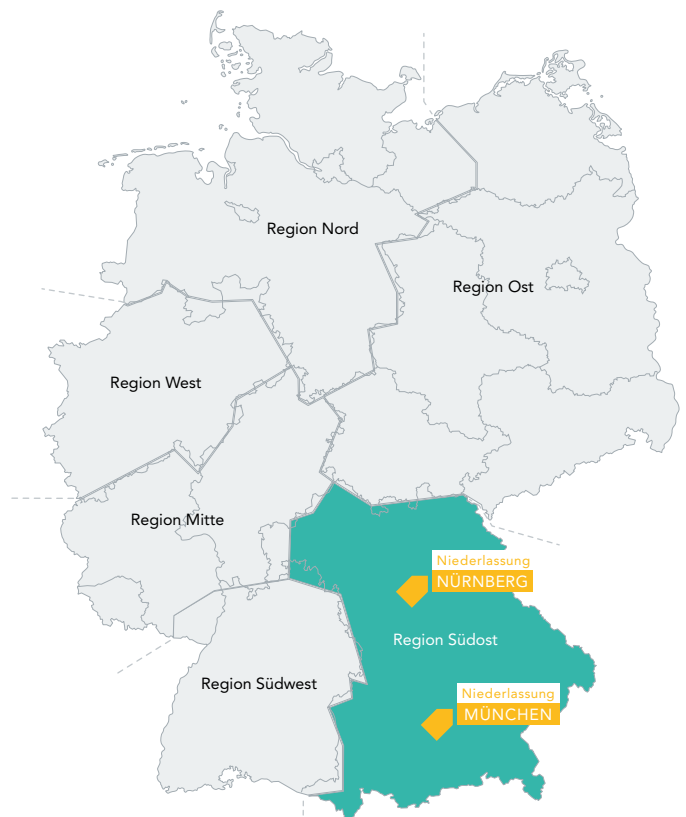 Region Nord
Region Ost
Region West
Region Mitte
Niederlassung
NÜRNBERG
Region Südost
Region Südwest
Niederlassung
MÜNCHEN